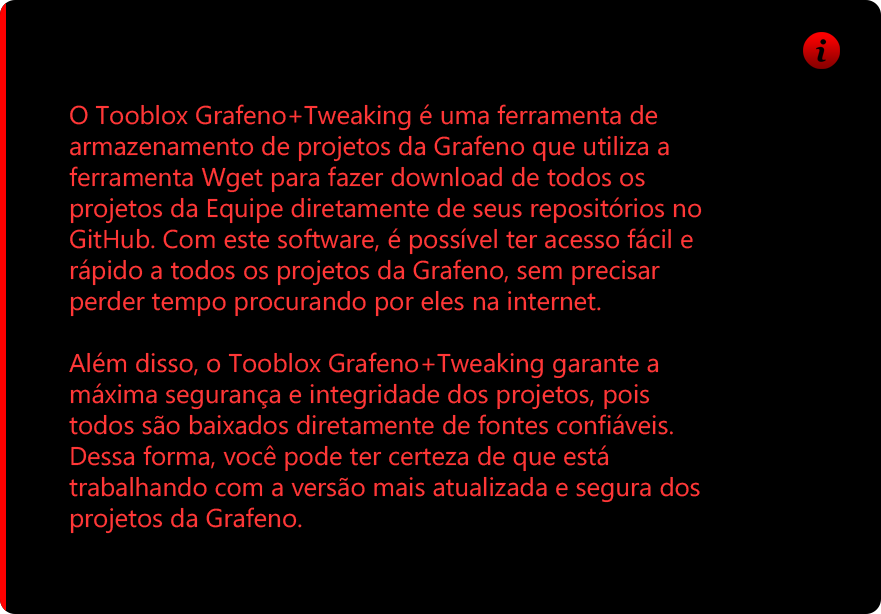 i
O Tooblox Grafeno+Tweaking é uma ferramenta de
armazenamento de projetos da Grafeno que utiliza a
ferramenta Wget para fazer download de todos os
projetos da Equipe diretamente de seus repositórios no
GitHub. Com este software, é possível ter acesso fácil e
rápido a todos os projetos da Grafeno, sem precisar
perder tempo procurando por eles na internet.
Além disso, o Tooblox Grafeno+Tweaking garante a
máxima segurança e integridade dos projetos, pois
todos são baixados diretamente de fontes confiáveis.
Dessa forma, você pode ter certeza de que está
trabalhando com a versão mais atualizada e segura dos
projetos da Grafeno.